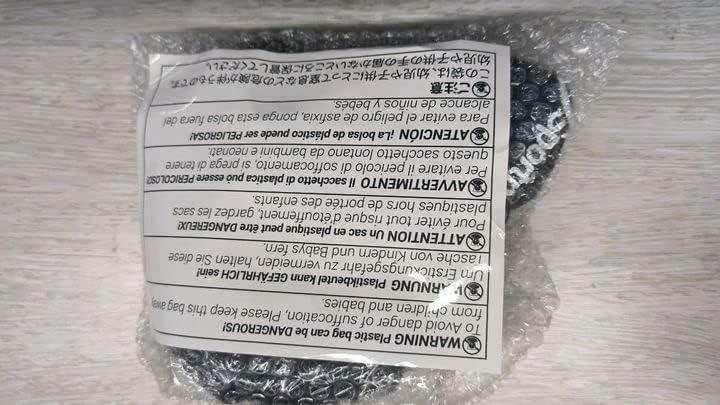 WARNING Plastic bag can be DANGEROUS!
To Avoid danger of suffocation, Please keep this bag away
from children and babies.
WARNUNG Plastikbeutel kann GEFÄHRLICH sein!
Um Erstickungsgefahr zu vermeiden, halten Sie diese
Tasche von Kindern und Babys fern.
ATTENTION Un sac en plastique peut être DANGEREUX!
Pour éviter tout risque d'étouffement, gardez les sacs
plastiques hors de portée des enfants.
AVVERTIMENTO Il sacchetto di plastica può essere PERICOLOSO!
Per evitare il pericolo di soffocamento, si prega di tenere
questo sacchetto lontano da bambini e neonati.
ATENCIÓN ¡La bolsa de plástico puede ser PELIGROSA!
Para evitar el peligro de asfixia, ponga esta bolsa fuera del
alcance de niños y bebés.
ご注意
この袋は、幼児や子供にとって窒息などの危険が伴うものです。
幼児や子供の手の届かないところに保管してください。